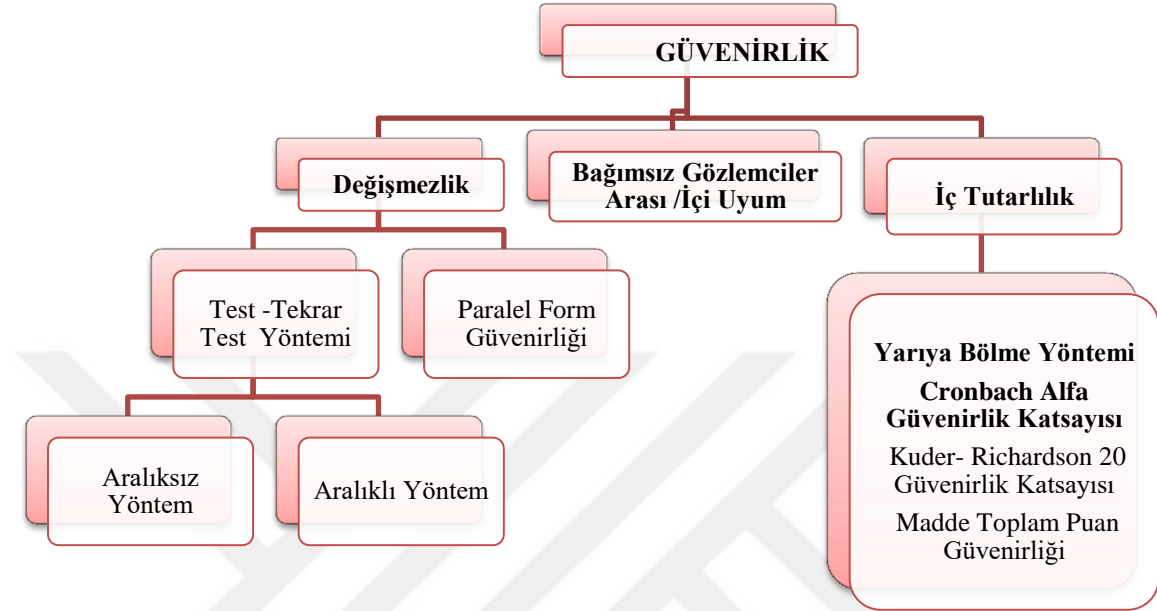 GÜVENİRLİK
Değişmezlik
Bağımsız Gözlemciler
Arası /İçi Uyum
İç Tutarlılık
Test -Tekrar
Test Yöntemi
Paralel Form
Güvenirliği
Aralıksız
Yöntem
Aralıklı Yöntem
Yarıya Bölme Yöntemi
Cronbach Alfa
Güvenirlik Katsayısı
Kuder- Richardson 20
Güvenirlik Katsayısı
Madde Toplam Puan
Güvenirliği